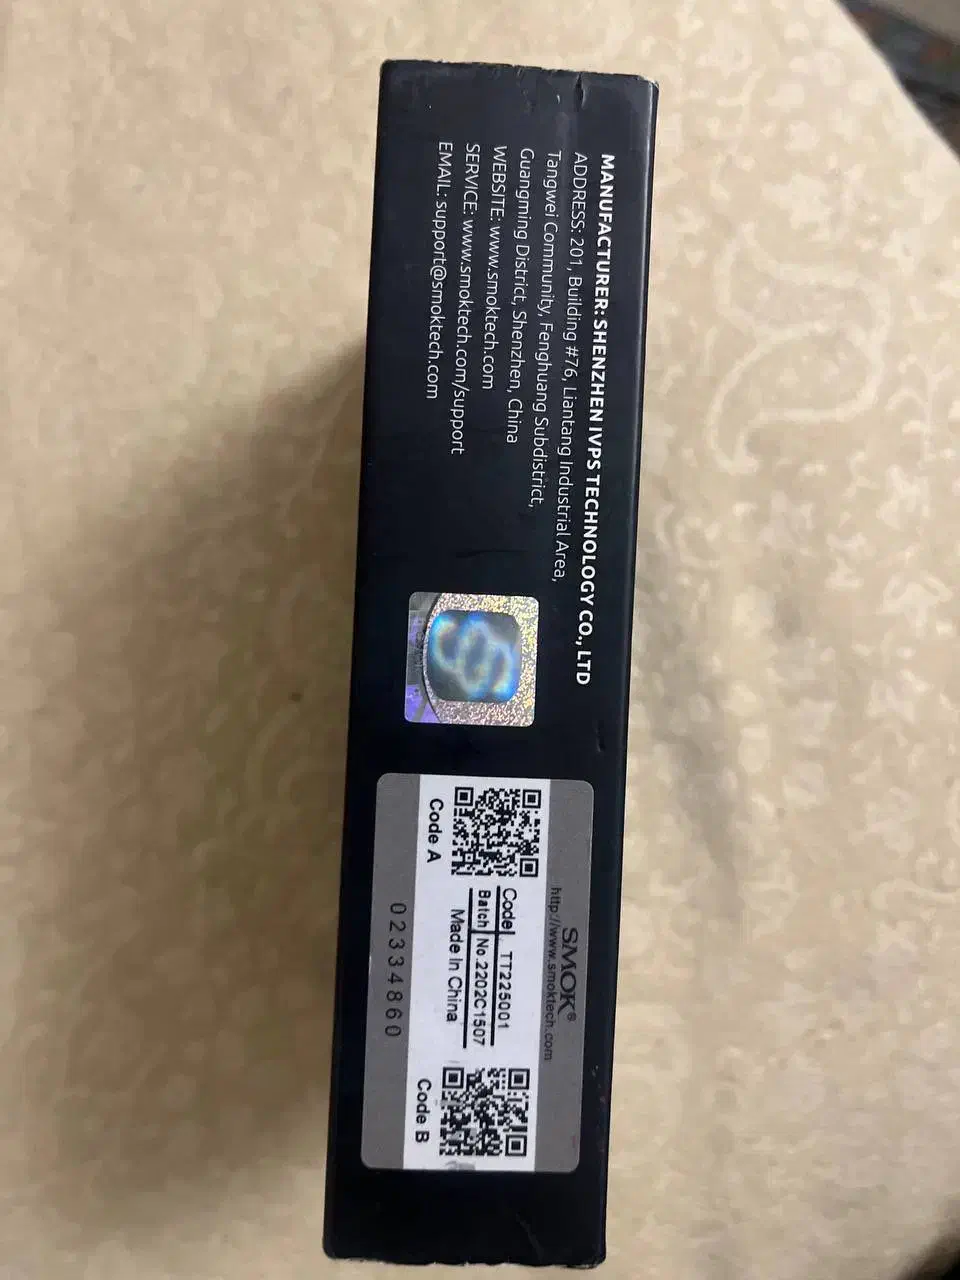 MANUFACTURER: SHENZHEN IVPS TECHNOLOGY CO., LTD
ADDRESS: 201, Building #76, Liantang Industrial Area,
Tangwei Community, Fenghuang Subdistrict,
Guangming District, Shenzhen, China
WEBSITE: www.smoktech.com
SERVICE: www.smoktech.com/support
EMAIL: support@smoktech.com
SMOK®
http://www.smoktech.com
Code TT225001
Batch No.2202C1507
Made In China
Code A
Code B
02334860